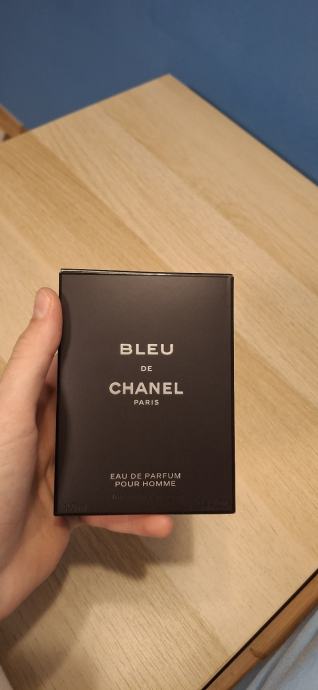 BLEU
DE
CHANEL
PARIS
EAU DE PARFUM
POUR HOMME